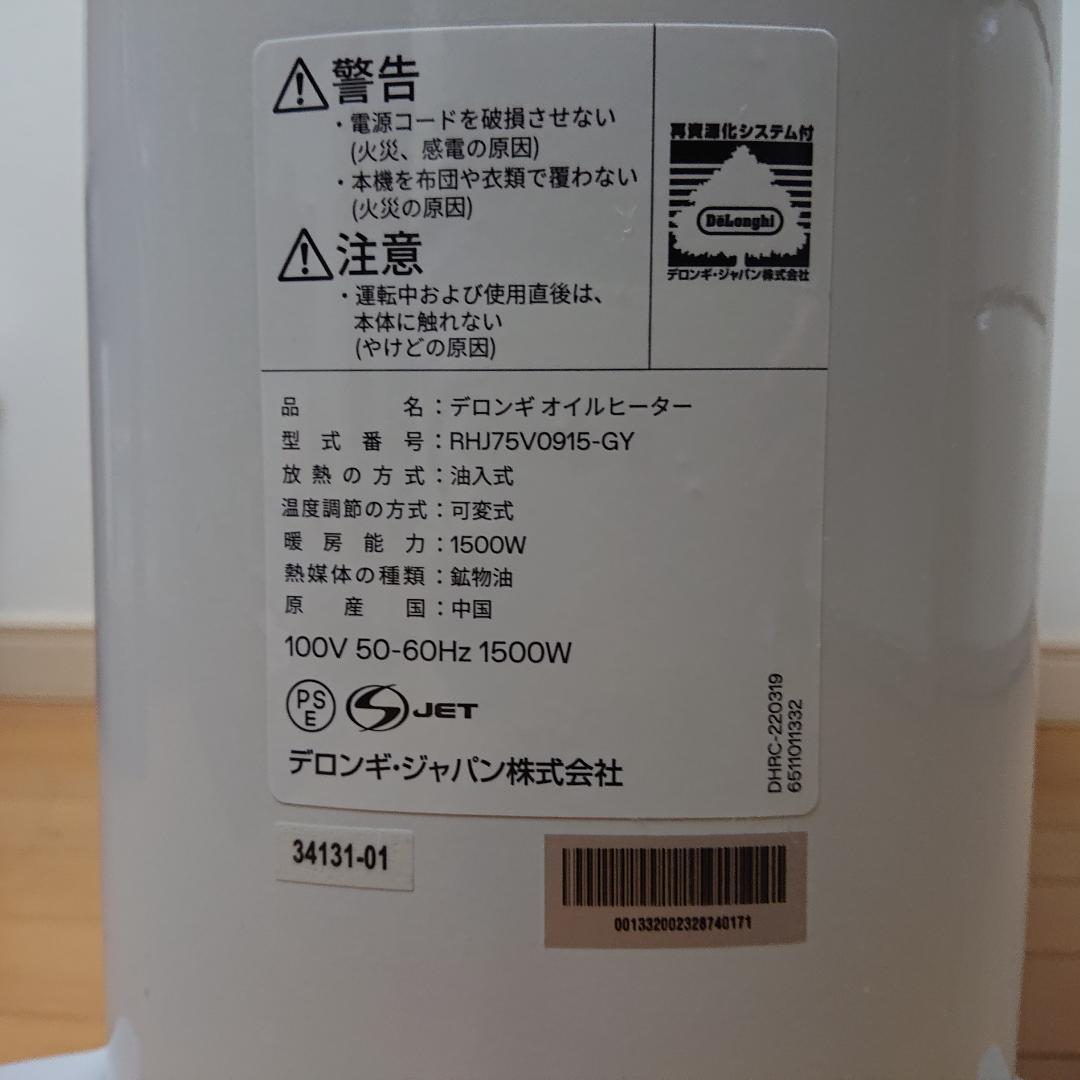 警告
・電源コードを破損させない
(火災、感電の原因)
・本機を布団や衣類で覆わない
(火災の原因)
注意
・運転中および使用直後は、
本体に触れない
(やけどの原因)
再資源化システム付
DeLonghi
デロンギ・ジャパン株式会社
品名：デロンギ オイルヒーター
型式番号：RHJ75V0915-GY
放熱の方式：油入式
温度調節の方式：可変式
暖房能力：1500W
熱媒体の種類：鉱物油
原産国：中国
100V 50-60Hz 1500W
PSE JET
デロンギ・ジャパン株式会社
DHRC-220319
6511011332
34131-01
001332002328740171